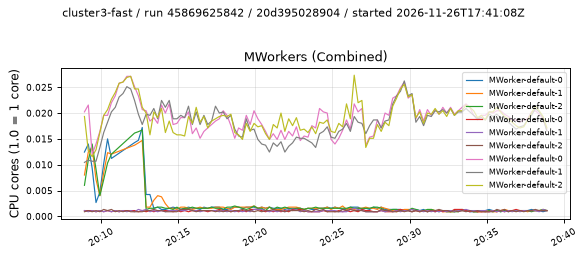 cluster3-fast / run 45869625842 / 20d395028904 / started 2026-11-26T17:41:08Z
MWorkers (Combined)
CPU cores (1.0 = 1 core)
0.025
0.020
0.015
0.010
0.005
0.000
MWorker-default-0
MWorker-default-1
MWorker-default-2
MWorker-default-0
MWorker-default-1
MWorker-default-2
MWorker-default-0
MWorker-default-1
MWorker-default-2
20:10
20:15
20:20
20:25
20:30
20:35
20:40